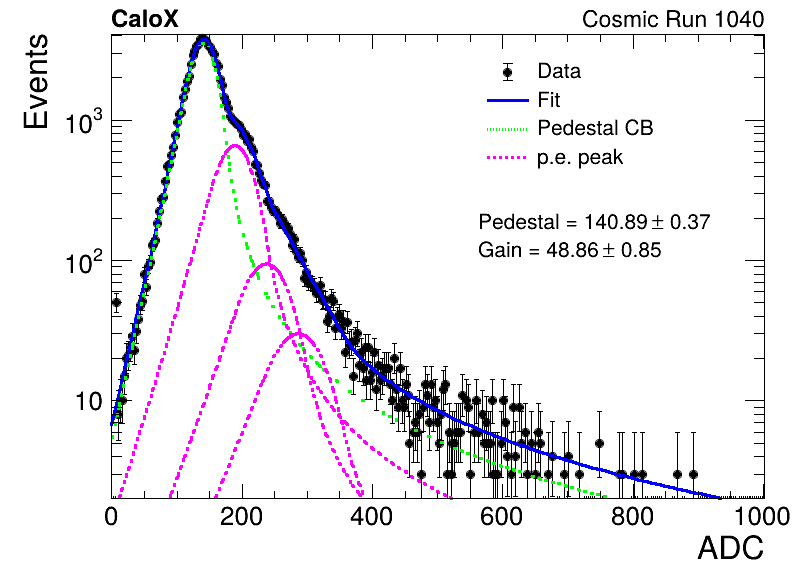 CaloX Cosmic Run 1040
Events
Data
Fit
Pedestal CB
p.e. peak
Pedestal = 140.89 ± 0.37
Gain = 48.86 ± 0.85
10³
10²
10
0 200 400 600 800 1000
ADC